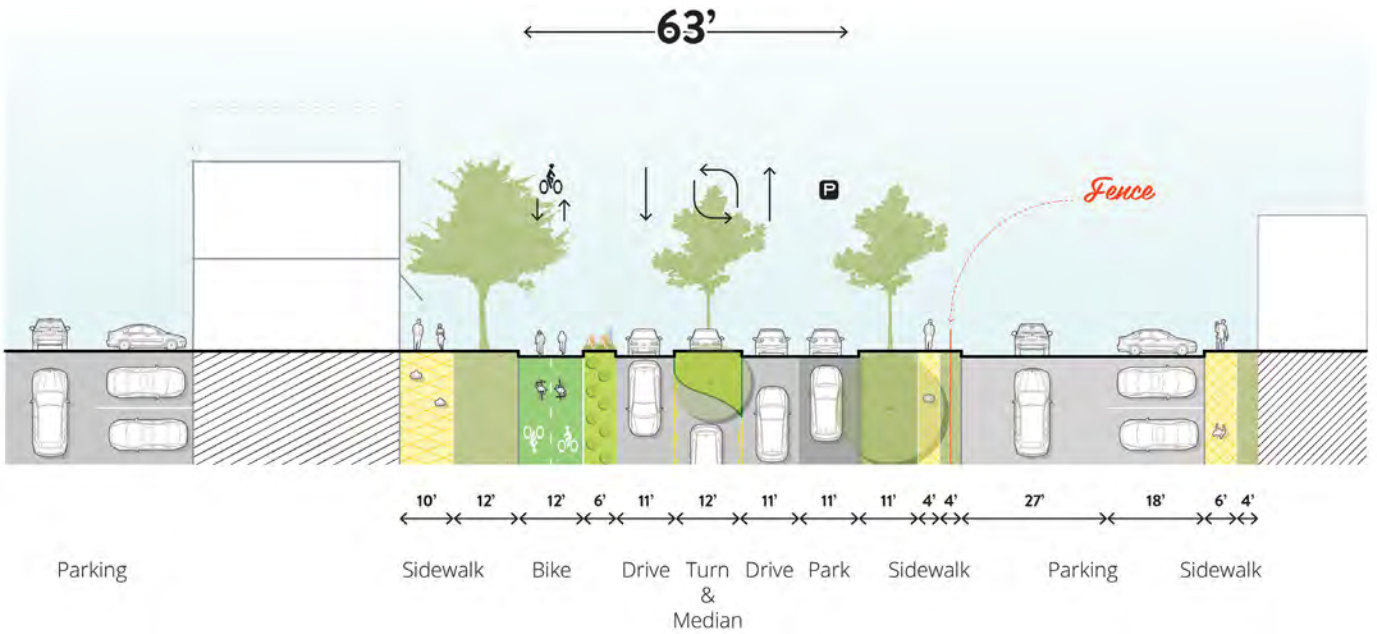 63’
P
Fence
10’ 12’ 12’ 6’ 11’ 12’ 11’ 11’ 11’ 4’ 4’ 27’ 18’ 6’ 4’
Parking Sidewalk Bike Drive Turn Drive Park Sidewalk Parking Sidewalk
&
Median